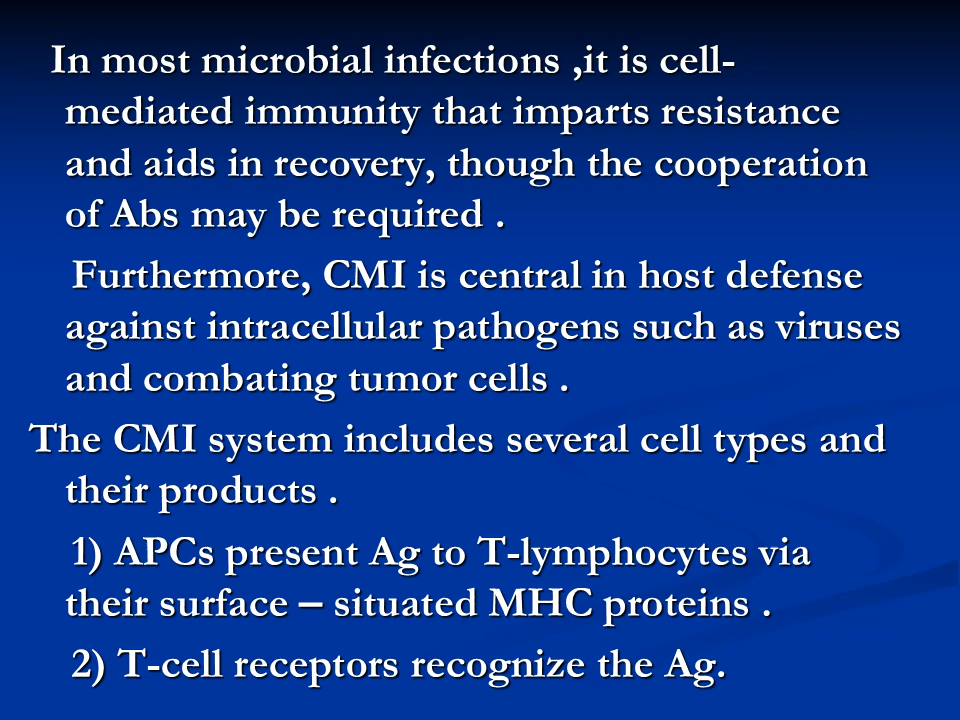 In most microbial infections ,it is cell-
mediated immunity that imparts resistance
and aids in recovery, though the cooperation
of Abs may be required .
Furthermore, CMI is central in host defense
against intracellular pathogens such as viruses
and combating tumor cells .
The CMI system includes several cell types and
their products .
1) APCs present Ag to T-lymphocytes via
their surface – situated MHC proteins .
2) T-cell receptors recognize the Ag.